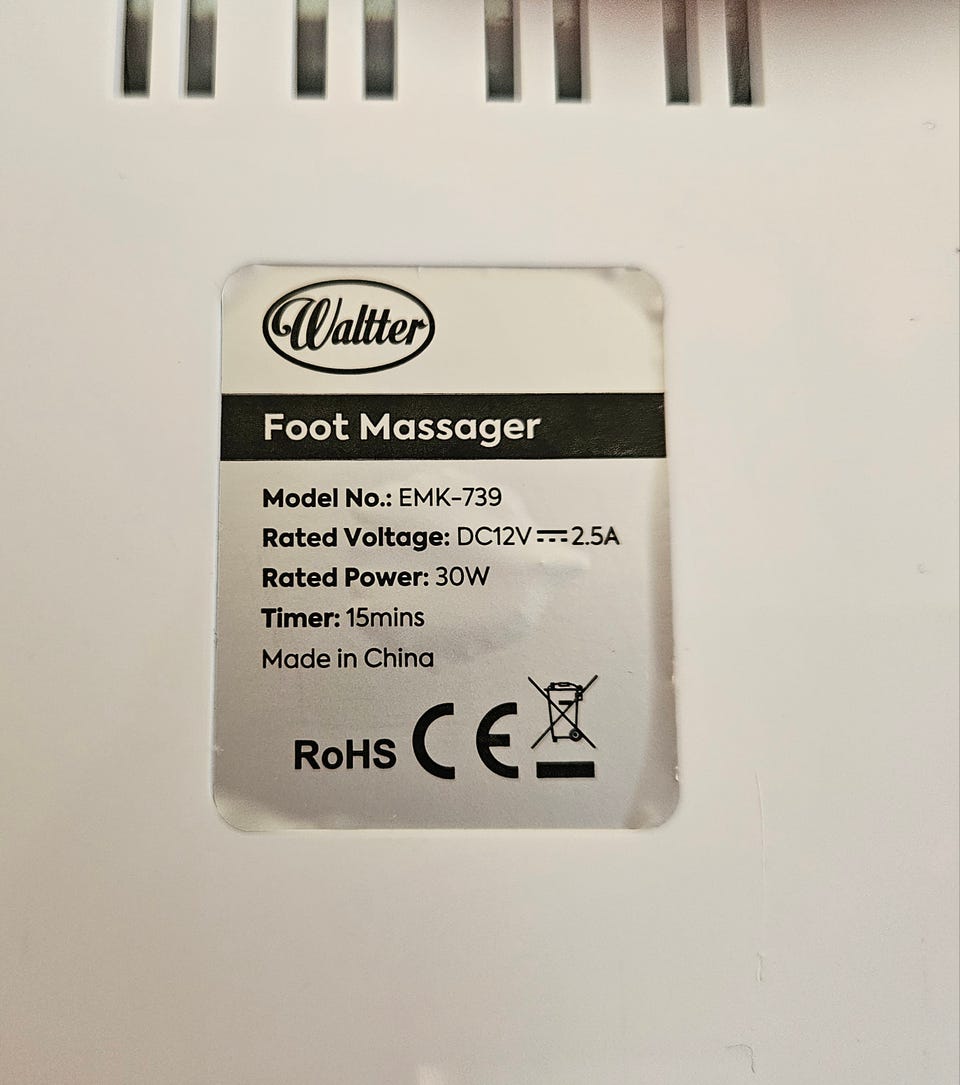 Waltter
Foot Massager
Model No.: EMK-739
Rated Voltage: DC12V⎓2.5A
Rated Power: 30W
Timer: 15mins
Made in China
RoHS CE